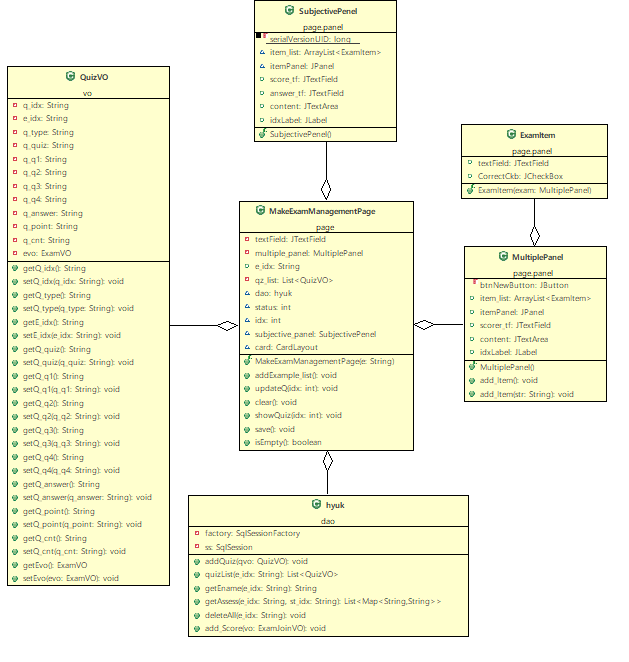 SubjectivePenel
page.panel
serialVersionUID: long
item_list: ArrayList<ExamItem>
itemPanel: JPanel
score_tf: JTextField
answer_tf: JTextField
content: JTextArea
idxLabel: JLabel
SubjectivePenel()
QuizVO
vo
q_idx: String
e_idx: String
q_type: String
q_quiz: String
q_q1: String
q_q2: String
q_q3: String
q_q4: String
q_answer: String
q_point: String
q_cnt: String
evo: ExamVO
getQ_idx(): String
setQ_idx(q_idx: String): void
getQ_type(): String
setQ_type(q_type: String): void
getE_idx(): String
setE_idx(e_idx: String): void
getQ_quiz(): String
setQ_quiz(q_quiz: String): void
getQ_q1(): String
setQ_q1(q_q1: String): void
getQ_q2(): String
setQ_q2(q_q2: String): void
getQ_q3(): String
setQ_q3(q_q3: String): void
getQ_q4(): String
setQ_q4(q_q4: String): void
getQ_answer(): String
setQ_answer(q_answer: String): void
getQ_point(): String
setQ_point(q_point: String): void
getQ_cnt(): String
setQ_cnt(q_cnt: String): void
getEvo(): ExamVO
setEvo(evo: ExamVO): void
MakeExamManagementPage
page
textField: JTextField
multiple_panel: MultiplePanel
e_idx: String
qz_list: List<QuizVO>
dao: hyuk
status: int
idx: int
subjective_panel: SubjectivePenel
card: CardLayout
MakeExamManagementPage(e: String)
addExample_list(): void
updateQ(idx: int): void
clear(): void
showQuiz(idx: int): void
save(): void
isEmpty(): boolean
ExamItem
page.panel
textField: JTextField
CorrectCkb: JCheckBox
ExamItem(exam: MultiplePanel)
MultiplePanel
page.panel
btnNewButton: JButton
item_list: ArrayList<ExamItem>
itemPanel: JPanel
scorer_tf: JTextField
content: JTextArea
idxLabel: JLabel
MultiplePanel()
add_Item(): void
add_Item(str: String): void
hyuk
dao
factory: SqlSessionFactory
ss: SqlSession
addQuiz(qvo: QuizVO): void
quizList(e_idx: String): List<QuizVO>
getEname(e_idx: String): String
getAssess(e_idx: String, st_idx: String): List<Map<String,String>>
deleteAll(e_idx: String): void
add_Score(vo: ExamJoinVO): void